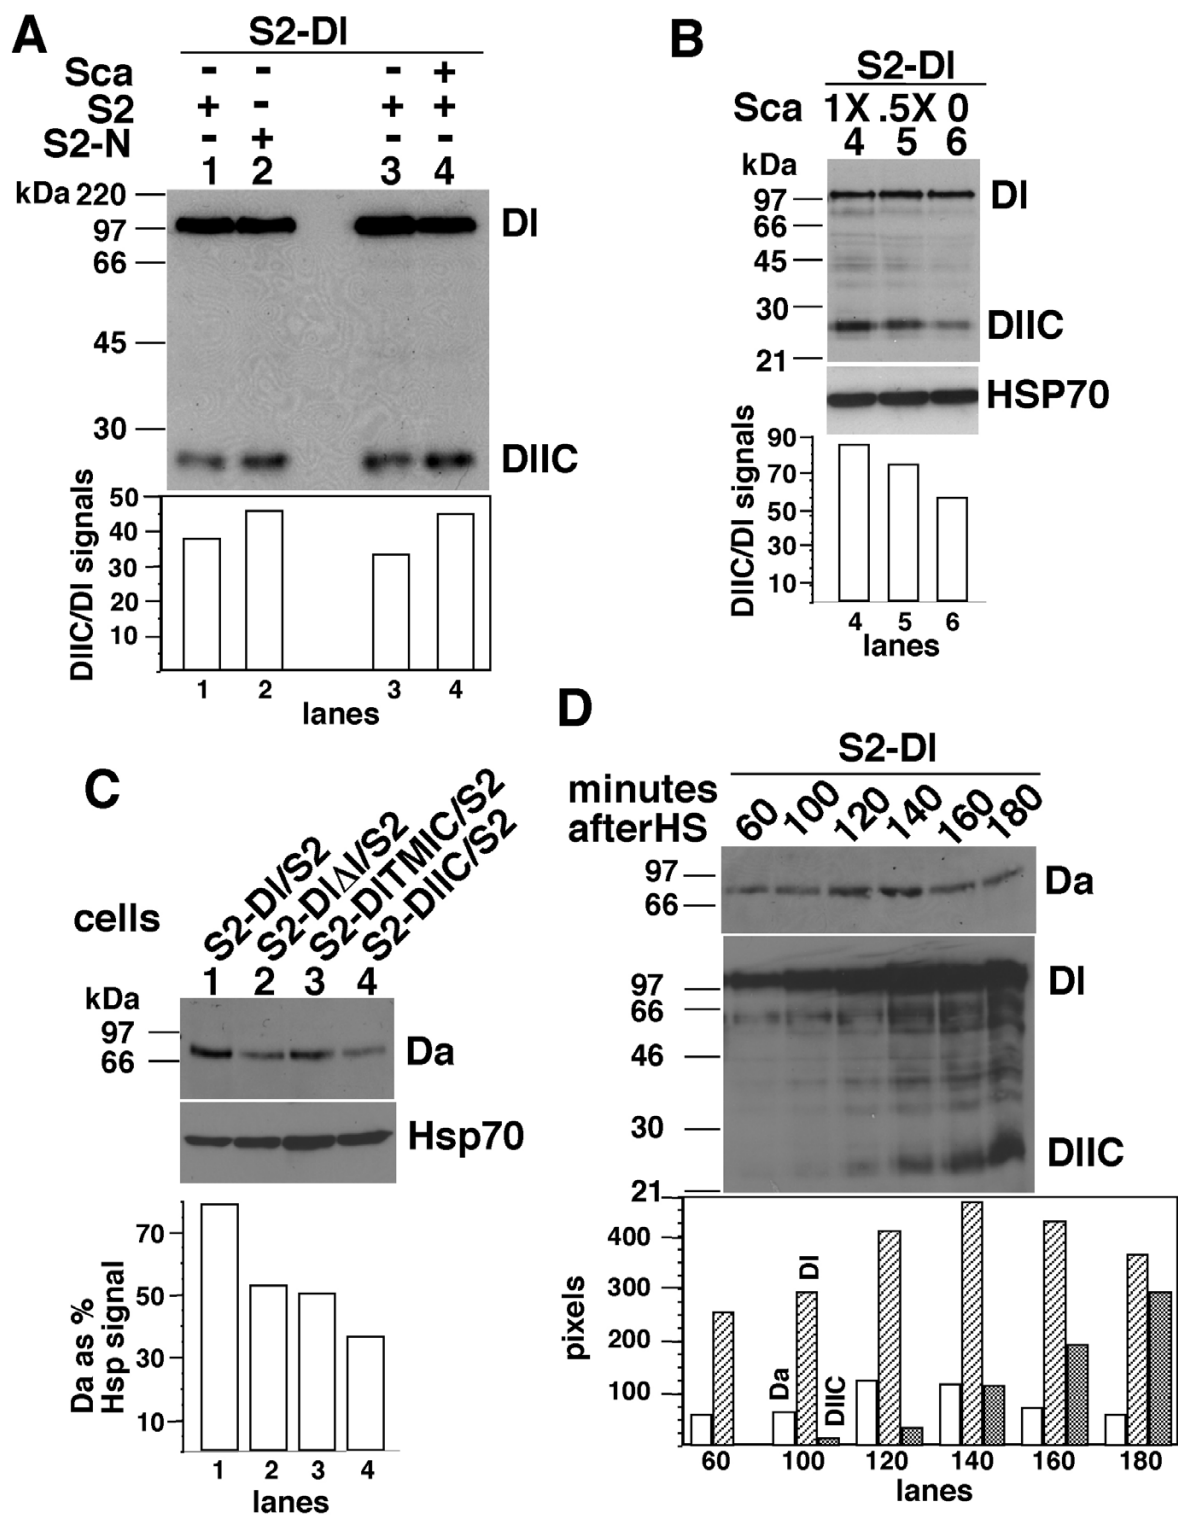 A
S2-Dl
Sca - - - +
S2 + - + +
S2-N - + - -
1 2 3 4
kDa 220
97
66
45
30
Dl
DlIC
DlIC/Dl signals
50
40
30
20
10
1 2 3 4
lanes
B
S2-Dl
Sca 1X .5X 0
4 5 6
kDa
97
66
45
30
21
Dl
DlIC
HSP70
DlIC/Dl signals
90
70
50
30
10
4 5 6
lanes
C
cells
S2-Dl/S2
S2-DlΔI/S2
S2-DlTMIC/S2
S2-DlIC/S2
1 2 3 4
kDa
97
66
Da
Hsp70
Da as %
Hsp signal
70
50
30
10
1 2 3 4
lanes
D
S2-Dl
minutes
afterHS
60 100 120 140 160 180
97
66
Da
97
66
46
30
21
Dl
DlIC
pixels
400
300
200
100
Da
Dl
DlIC
60 100 120 140 160 180
lanes